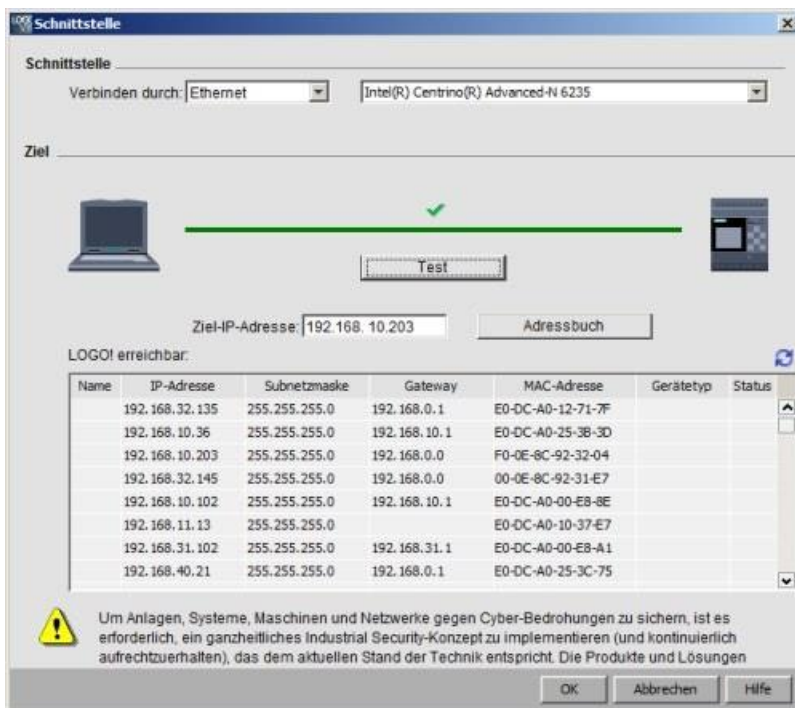 Schnittstelle
Schnittstelle
Verbinden durch: Ethernet Intel(R) Centrino(R) Advanced-N 6235
Ziel
Test
Ziel-IP-Adresse: 192.168. 10.203 Adressbuch
LOGO! erreichbar:
Name IP-Adresse Subnetzmaske Gateway MAC-Adresse Gerätetyp Status
192.168.32.135 255.255.255.0 192.168.0.1 E0-DC-A0-12-71-7F
192.168.10.36 255.255.255.0 192.168.10.1 E0-DC-A0-25-3B-3D
192.168.10.203 255.255.255.0 192.168.0.0 F0-0E-8C-92-32-04
192.168.32.145 255.255.255.0 192.168.0.0 00-0E-8C-92-31-E7
192.168.10.102 255.255.255.0 192.168.10.1 E0-DC-A0-00-E8-8E
192.168.11.13 255.255.255.0 E0-DC-A0-10-37-E7
192.168.31.102 255.255.255.0 192.168.31.1 E0-DC-A0-00-E8-A1
192.168.40.21 255.255.255.0 192.168.0.1 E0-DC-A0-25-3C-75
Um Anlagen, Systeme, Maschinen und Netzwerke gegen Cyber-Bedrohungen zu sichern, ist es
erforderlich, ein ganzheitliches Industrial Security-Konzept zu implementieren (und kontinuierlich
aufrechtzuerhalten), das dem aktuellen Stand der Technik entspricht. Die Produkte und Lösungen
OK Abbrechen Hilfe